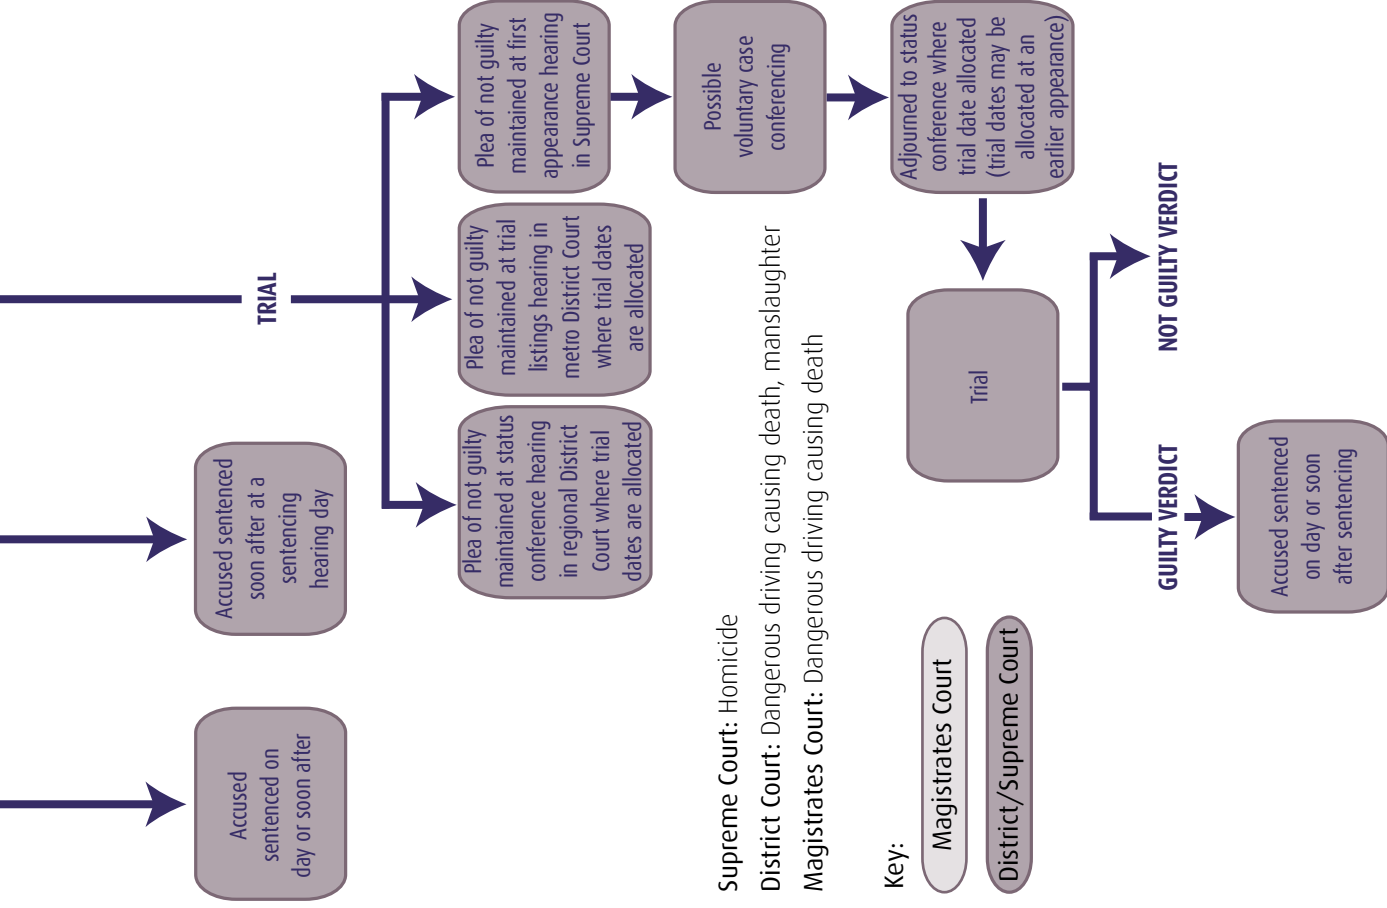 Accused
sentenced on
day or soon after
Accused sentenced
soon after at a
sentencing
hearing day
TRIAL
Plea of not guilty
maintained at status
conference hearing
in regional District
Court where trial
dates are allocated
Plea of not guilty
maintained at trial
listings hearing in
metro District Court
where trial dates
are allocated
Plea of not guilty
maintained at first
appearance hearing
in Supreme Court
Possible
voluntary case
conferencing
Supreme Court: Homicide
District Court: Dangerous driving causing death, manslaughter
Magistrates Court: Dangerous driving causing death
Adjourned to status
conference where
trial date allocated
(trial dates may be
allocated at an
earlier appearance)
Trial
Key:
Magistrates Court
District/Supreme Court
GUILTY VERDICT
NOT GUILTY VERDICT
Accused sentenced
on day or soon
after sentencing